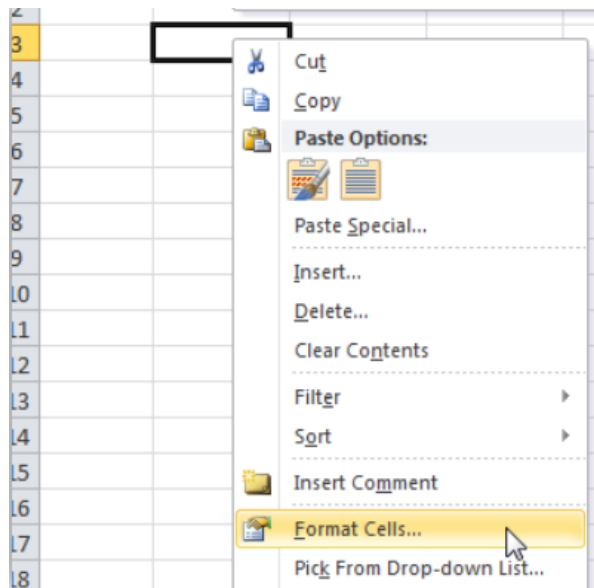 2
3
Cut
4
Copy
5
Paste Options:
6
7
8
Paste Special...
9
Insert...
10
Delete...
11
Clear Contents
12
13
Filter
14
Sort
15
Insert Comment
16
Format Cells...
17
Pick From Drop-down List...
18